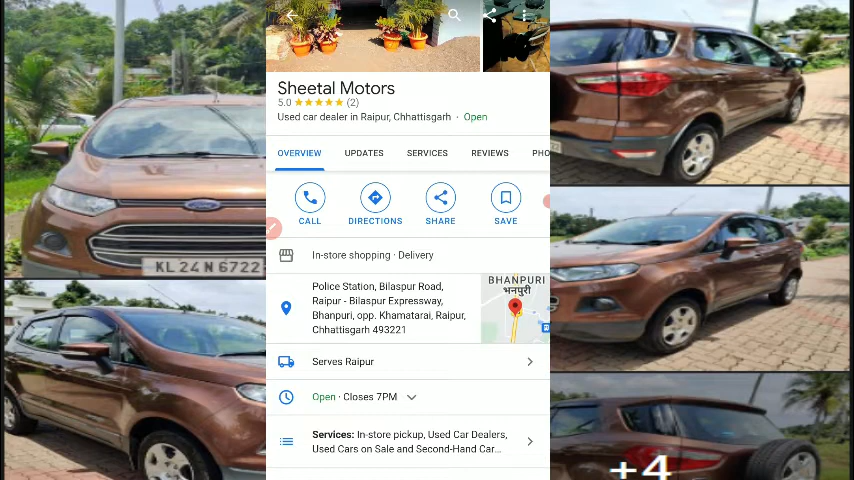 Sheetal Motors
5.0 ★★★★★ (2)
Used car dealer in Raipur, Chhattisgarh · Open
OVERVIEW UPDATES SERVICES REVIEWS PHO
CALL DIRECTIONS SHARE SAVE
In-store shopping · Delivery
Police Station, Bilaspur Road,
Raipur - Bilaspur Expressway,
Bhanpuri, opp. Khamatarai, Raipur,
Chhattisgarh 493221
BHANPURI
भनपुरी
Serves Raipur
Open · Closes 7PM
Services: In-store pickup, Used Car Dealers,
Used Cars on Sale and Second-Hand Car...
Ford
KL 24 N 6722
+4